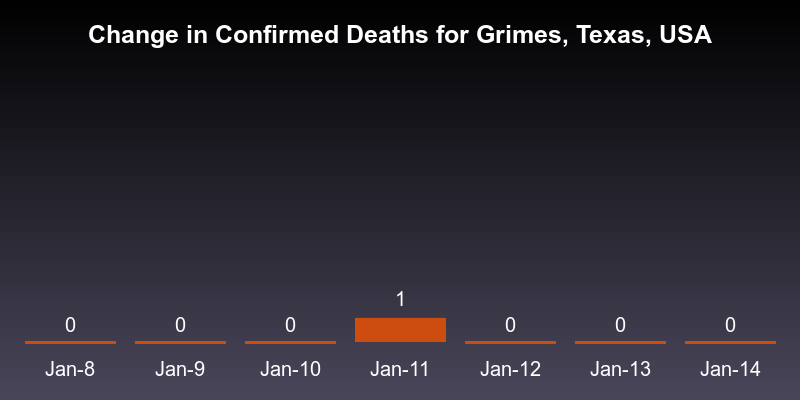 Change in Confirmed Deaths for Grimes, Texas, USA
0 0 0 1 0 0 0
Jan-8 Jan-9 Jan-10 Jan-11 Jan-12 Jan-13 Jan-14